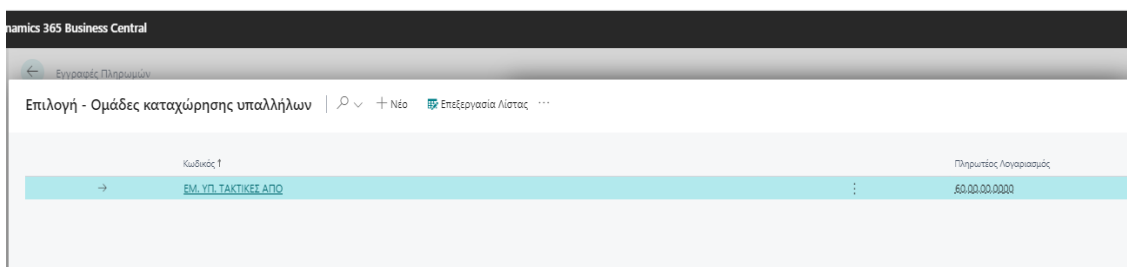 namics 365 Business Central
Εγγραφές Πληρωμών
Επιλογή - Ομάδες καταχώρησης υπαλλήλων Νέο Επεξεργασία Λίστας ...
Κωδικός ↑ Πληρωτέος Λογαριασμός
→ ΕΜ. ΥΠ. ΤΑΚΤΙΚΕΣ ΑΠΟ 60.00.00.0000